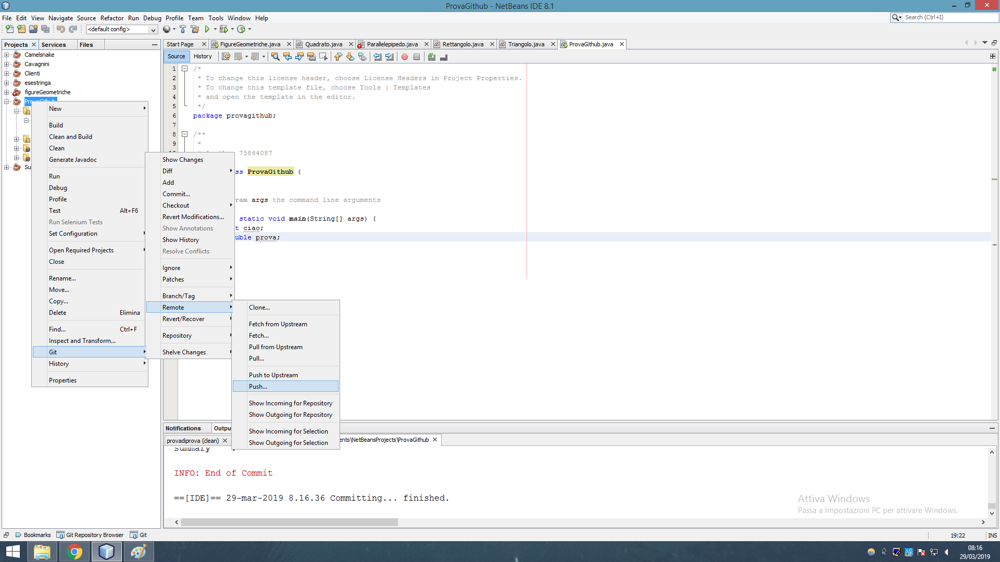 ProvaGithub - NetBeans IDE 8.1
File Edit View Navigate Source Refactor Run Debug Profile Team Tools Window Help
Search (Ctrl+I)
<default config>
Projects Services Files
Start Page FigureGeometriche.java Quadrato.java Parallelepipedo.java Rettangolo.java Triangolo.java ProvaGithub.java
Source History
Camelsnake
Cavagnini
Clienti
esestringa
figureGeometriche
ProvaGithub
Su
New
Build
Clean and Build
Clean
Generate Javadoc
Run
Debug
Profile
Test Alt+F6
Run Selenium Tests
Set Configuration
Open Required Projects
Close
Rename...
Move...
Copy...
Delete Elimina
Find... Ctrl+F
Inspect and Transform...
Git
History
Properties
Show Changes
Diff
Add
Commit...
Checkout
Revert Modifications...
Show Annotations
Show History
Resolve Conflicts
Ignore
Patches
Branch/Tag
Remote
Revert/Recover
Repository
Shelve Changes
Clone...
Fetch from Upstream
Fetch...
Pull from Upstream
Pull...
Push to Upstream
Push...
Show Incoming for Repository
Show Outgoing for Repository
Show Incoming for Selection
Show Outgoing for Selection
1 /*
2 * To change this license header, choose License Headers in Project Properties.
3 * To change this template file, choose Tools | Templates
4 * and open the template in the editor.
5 */
6 package provagithub;
7
8 /**
9 *
75844087
ss ProvaGithub {
ram args the command line arguments
static void main(String[] args) {
t ciao;
uble prova;
Notifications Outpu
provadiprova (clean) ents\NetBeansProjects\ProvaGithub
Summary
INFO: End of Commit
==[IDE]== 29-mar-2019 8.16.36 Committing... finished.
Attiva Windows
Passa a Impostazioni PC per attivare Windows.
Bookmarks Git Repository Browser Git
19:22 INS
08:16
29/03/2019